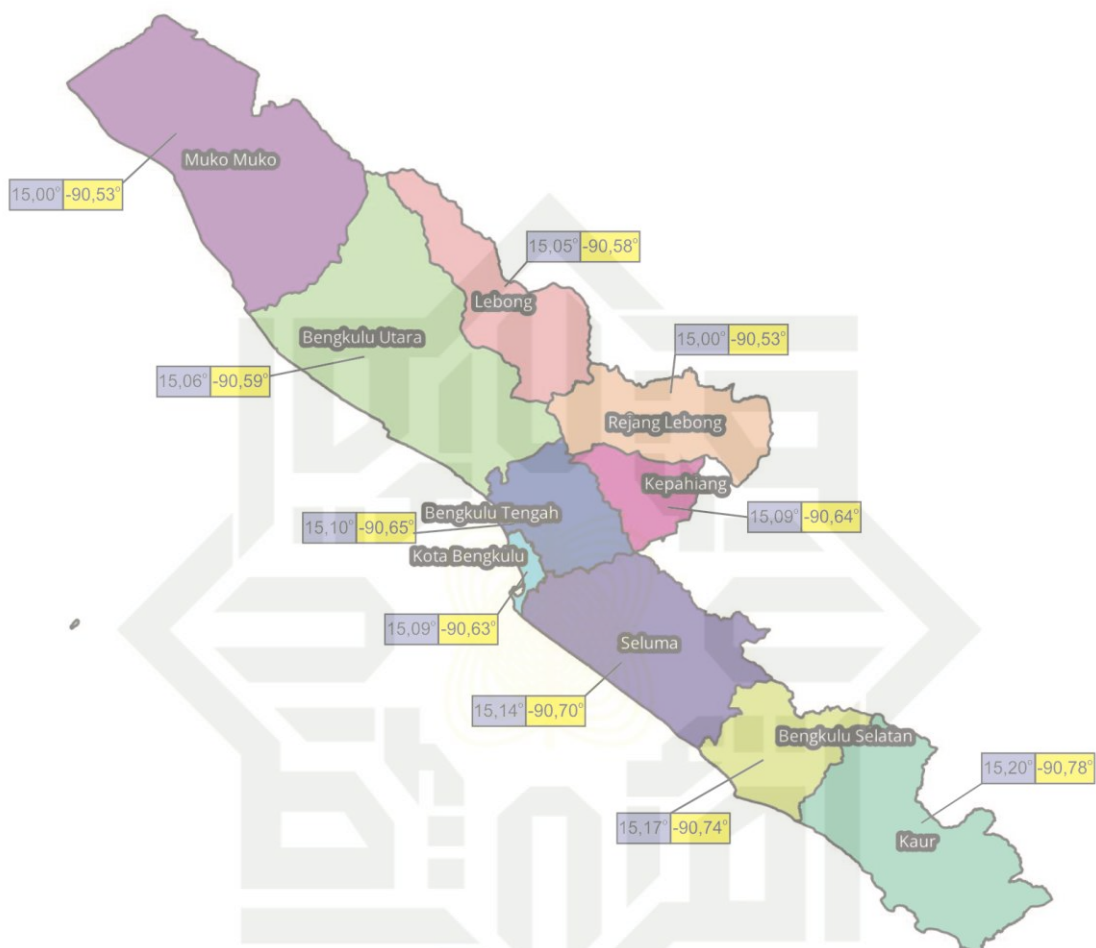 Muko Muko
15,00° -90,53°
15,05° -90,58°
Lebong
Bengkulu Utara
15,00° -90,53°
15,06° -90,59°
Rejang Lebong
Kepahiang
Bengkulu Tengah
15,09° -90,64°
15,10° -90,65°
Kota Bengkulu
15,09° -90,63°
Seluma
15,14° -90,70°
Bengkulu Selatan
15,20° -90,78°
15,17° -90,74°
Kaur